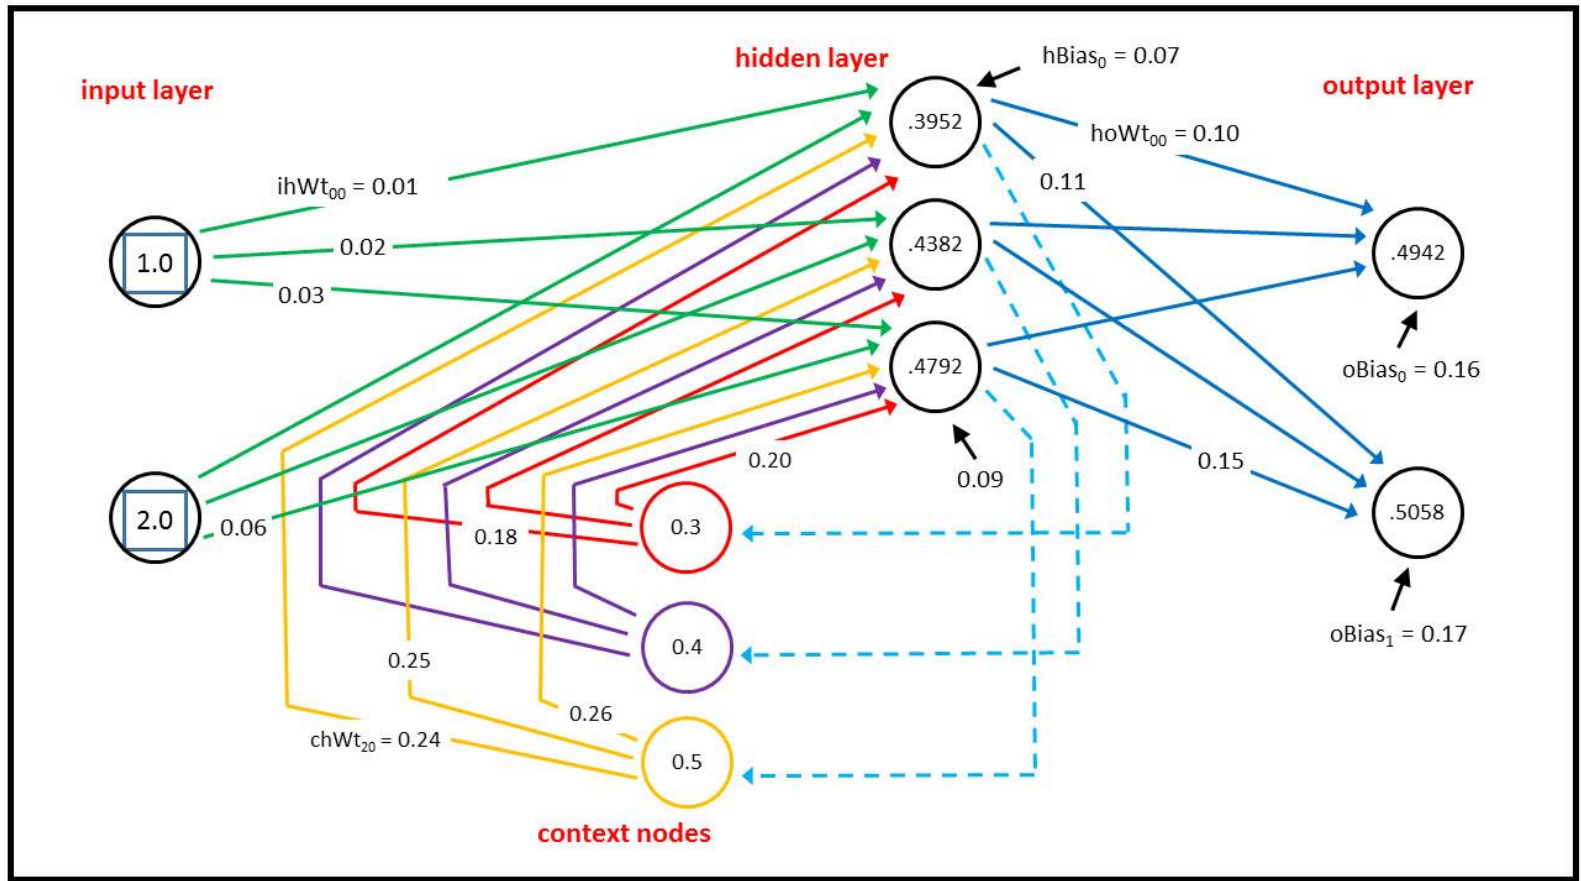 input layer
hidden layer
hBias₀ = 0.07
output layer
.3952
hoWt₀₀ = 0.10
ihWt₀₀ = 0.01
0.11
1.0
0.02
.4382
.4942
0.03
.4792
oBias₀ = 0.16
0.20
0.09
0.15
2.0
0.06
0.18
0.3
.5058
0.4
oBias₁ = 0.17
0.25
0.26
chWt₂₀ = 0.24
0.5
context nodes